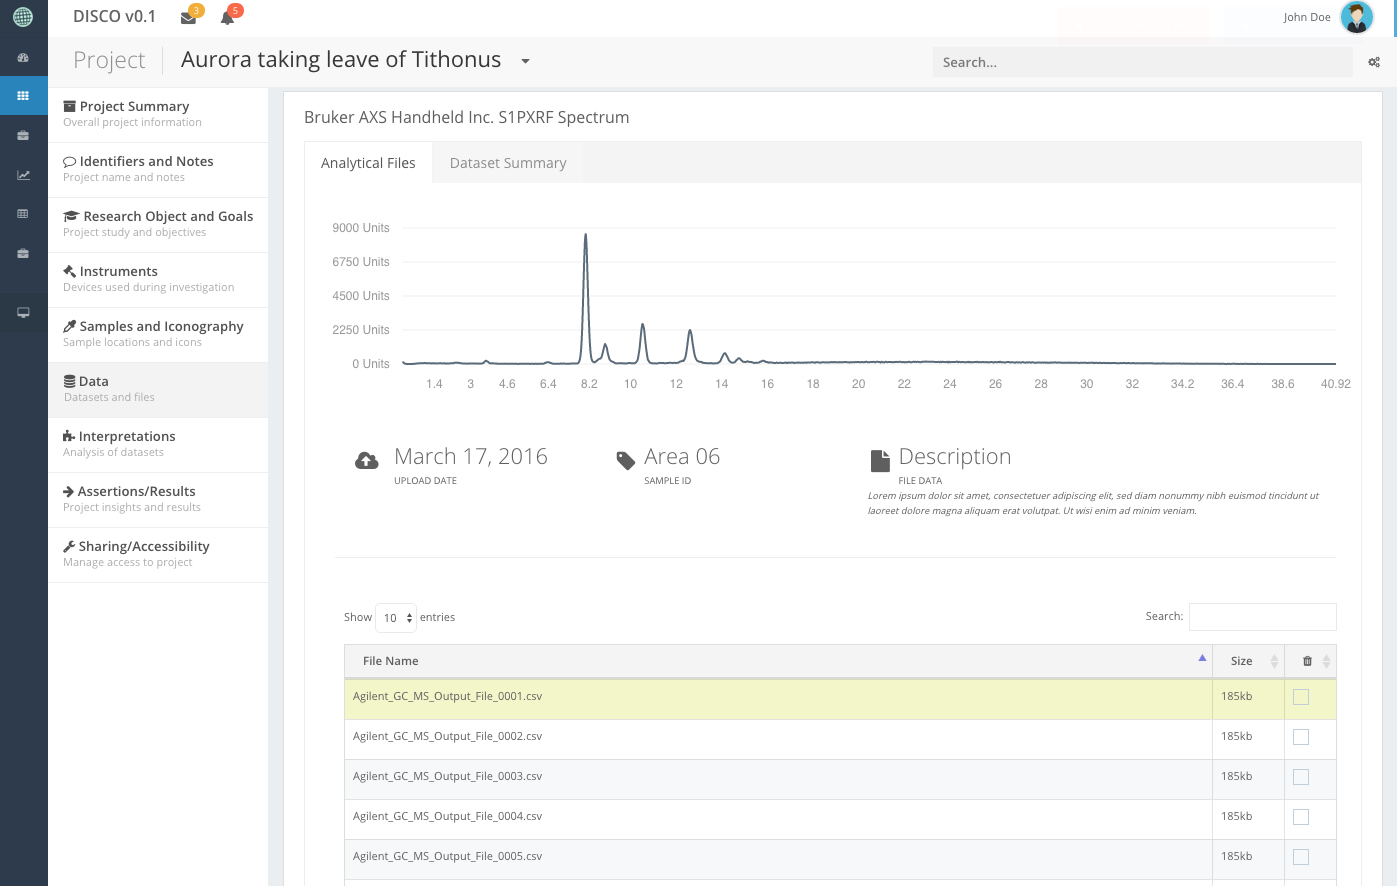 DISCO v0.1
3
5
John Doe
Project
Aurora taking leave of Tithonus
Search...
Project Summary
Overall project information
Identifiers and Notes
Project name and notes
Research Object and Goals
Project study and objectives
Instruments
Devices used during investigation
Samples and Iconography
Sample locations and icons
Data
Datasets and files
Interpretations
Analysis of datasets
Assertions/Results
Project insights and results
Sharing/Accessibility
Manage access to project
Bruker AXS Handheld Inc. S1PXRF Spectrum
Analytical Files
Dataset Summary
9000 Units
6750 Units
4500 Units
2250 Units
0 Units
1.4 3 4.6 6.4 8.2 10 12 14 16 18 20 22 24 26 28 30 32 34.2 36.4 38.6 40.92
March 17, 2016
UPLOAD DATE
Area 06
SAMPLE ID
Description
FILE DATA
Lorem ipsum dolor sit amet, consectetuer adipiscing elit, sed diam nonummy nibh euismod tincidunt ut
laoreet dolore magna aliquam erat volutpat. Ut wisi enim ad minim veniam.
Show 10 entries
Search:
File Name Size
Agilent_GC_MS_Output_File_0001.csv 185kb
Agilent_GC_MS_Output_File_0002.csv 185kb
Agilent_GC_MS_Output_File_0003.csv 185kb
Agilent_GC_MS_Output_File_0004.csv 185kb
Agilent_GC_MS_Output_File_0005.csv 185kb